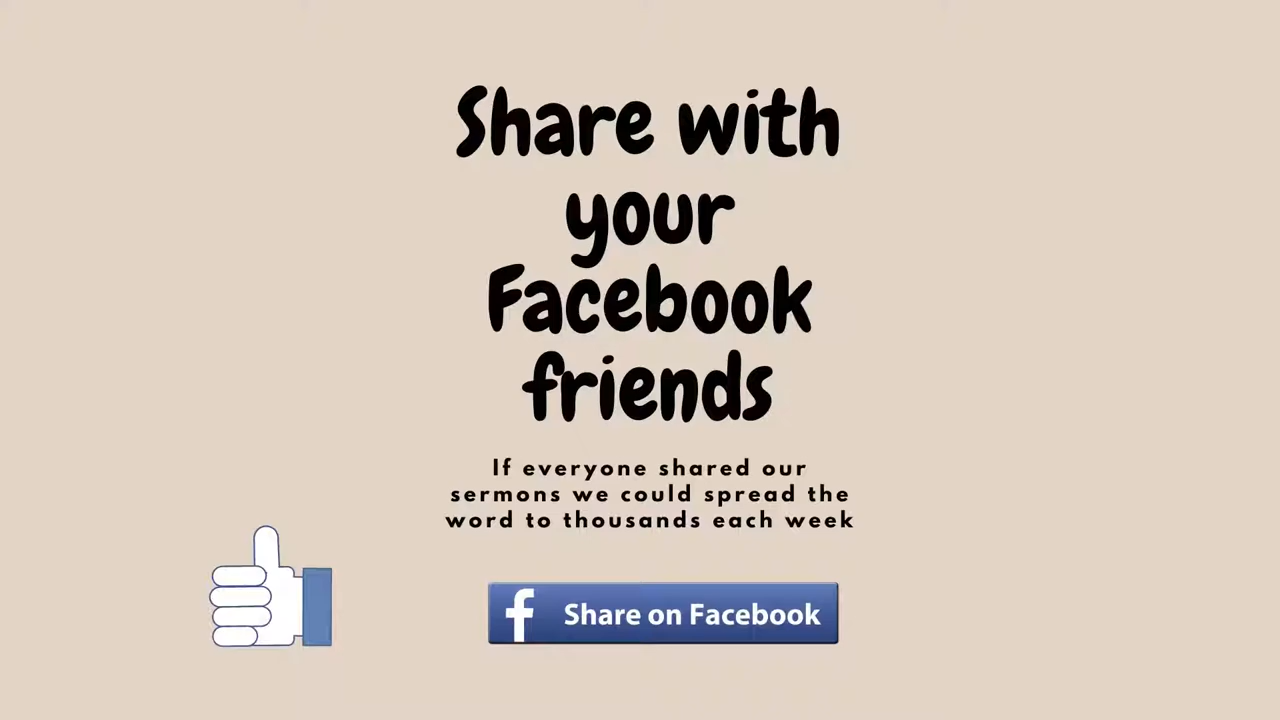 Share with
your
Facebook
friends
If everyone shared our
sermons we could spread the
word to thousands each week
f Share on Facebook